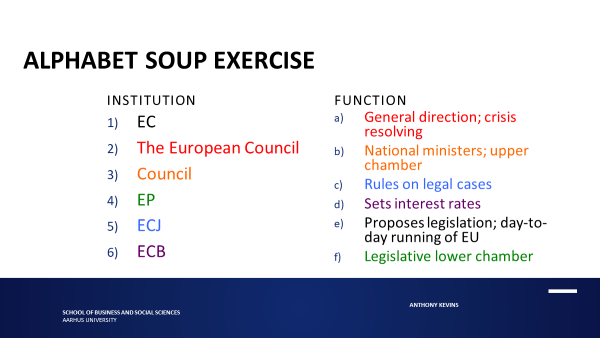 ALPHABET SOUP EXERCISE
INSTITUTION
1) EC
2) The European Council
3) Council
4) EP
5) ECJ
6) ECB
FUNCTION
a) General direction; crisis
resolving
b) National ministers; upper
chamber
c) Rules on legal cases
d) Sets interest rates
e) Proposes legislation; day-to-
day running of EU
f) Legislative lower chamber
SCHOOL OF BUSINESS AND SOCIAL SCIENCES
AARHUS UNIVERSITY
ANTHONY KEVINS